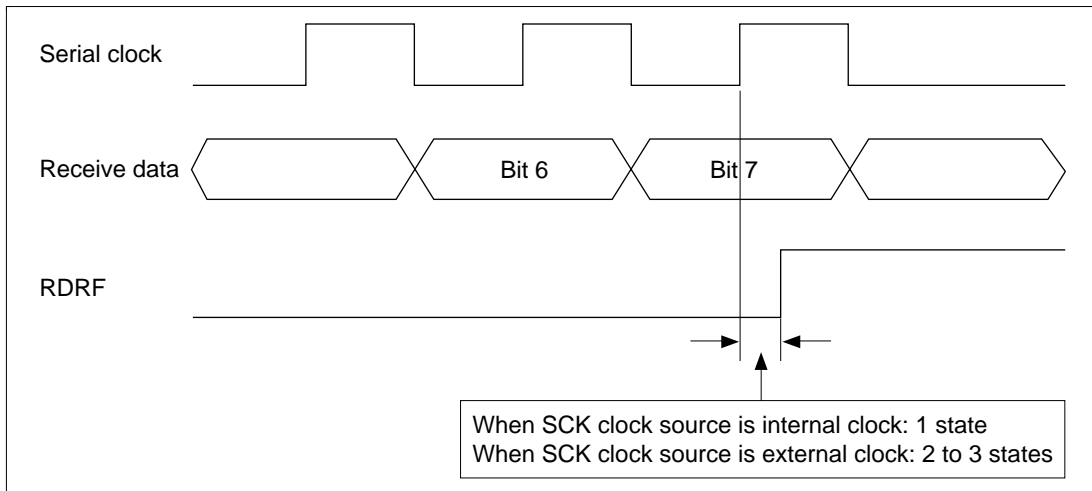 Serial clock
Receive data
Bit 6
Bit 7
RDRF
When SCK clock source is internal clock: 1 state
When SCK clock source is external clock: 2 to 3 states